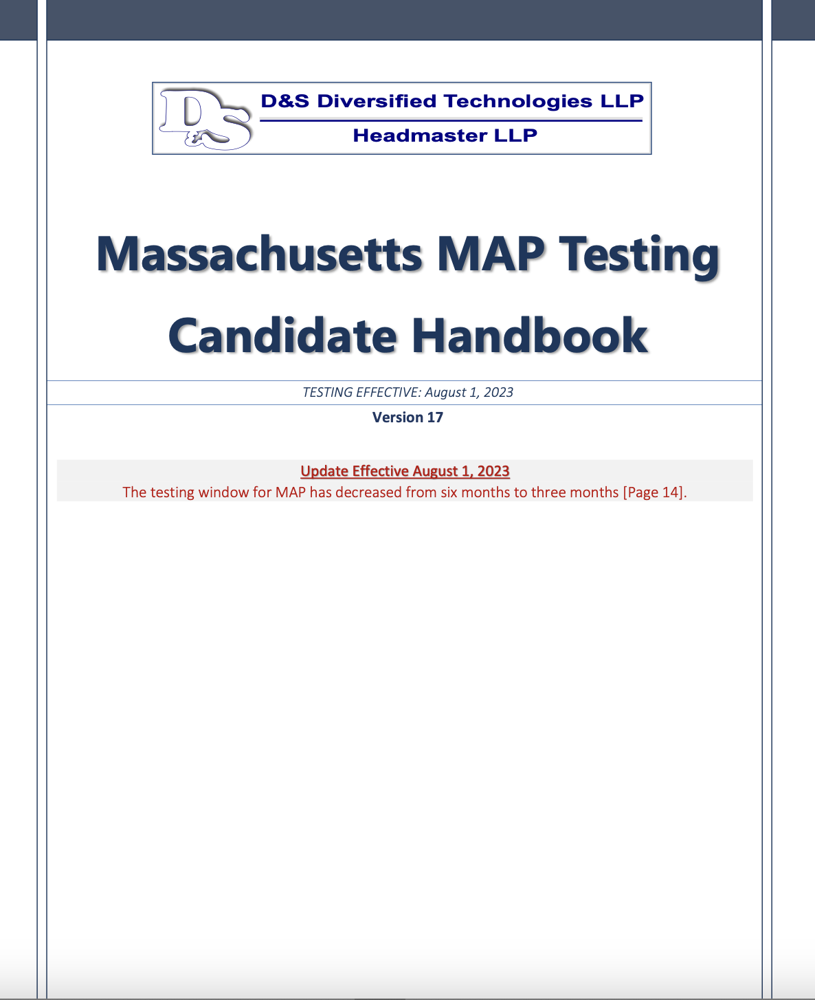 D&S
D&S Diversified Technologies LLP
Headmaster LLP
Massachusetts MAP Testing
Candidate Handbook
TESTING EFFECTIVE: August 1, 2023
Version 17
Update Effective August 1, 2023
The testing window for MAP has decreased from six months to three months [Page 14].